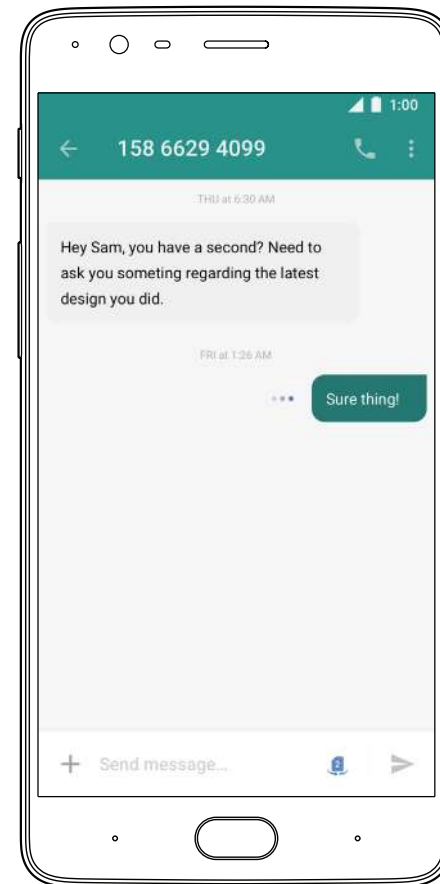 1:00
158 6629 4099
THU at 6:30 AM
Hey Sam, you have a second? Need to
ask you someting regarding the latest
design you did.
FRI at 1:26 AM
Sure thing!
Send message...
2